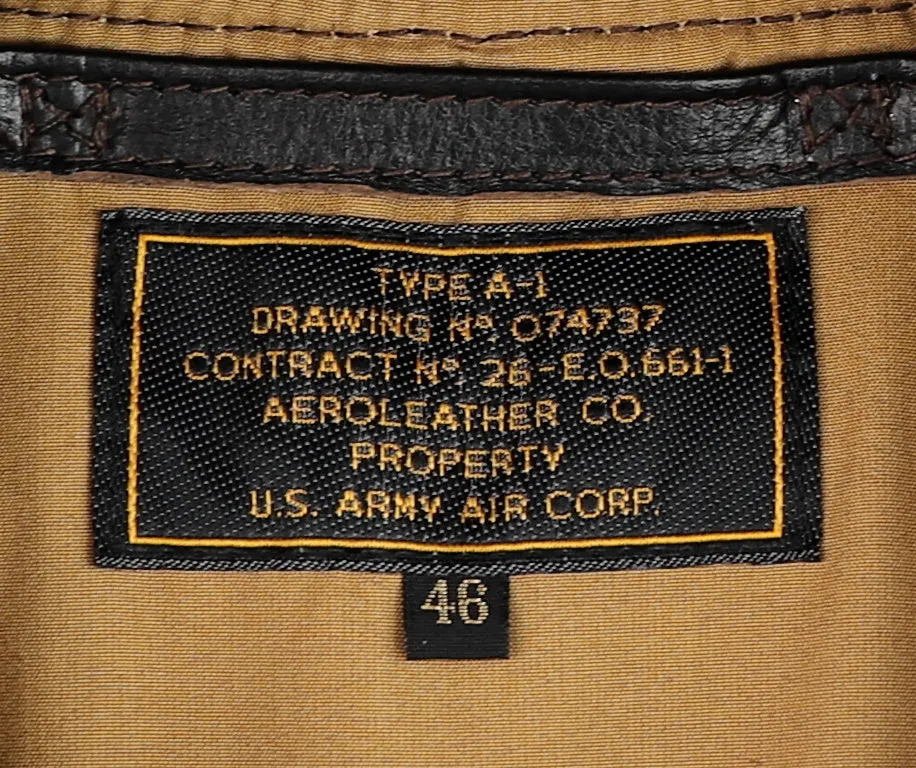 TYPE A-1
DRAWING Nº. 074737
CONTRACT Nº. 26-E.O.661-1
AEROLEATHER CO.
PROPERTY
U.S. ARMY AIR CORP.
46